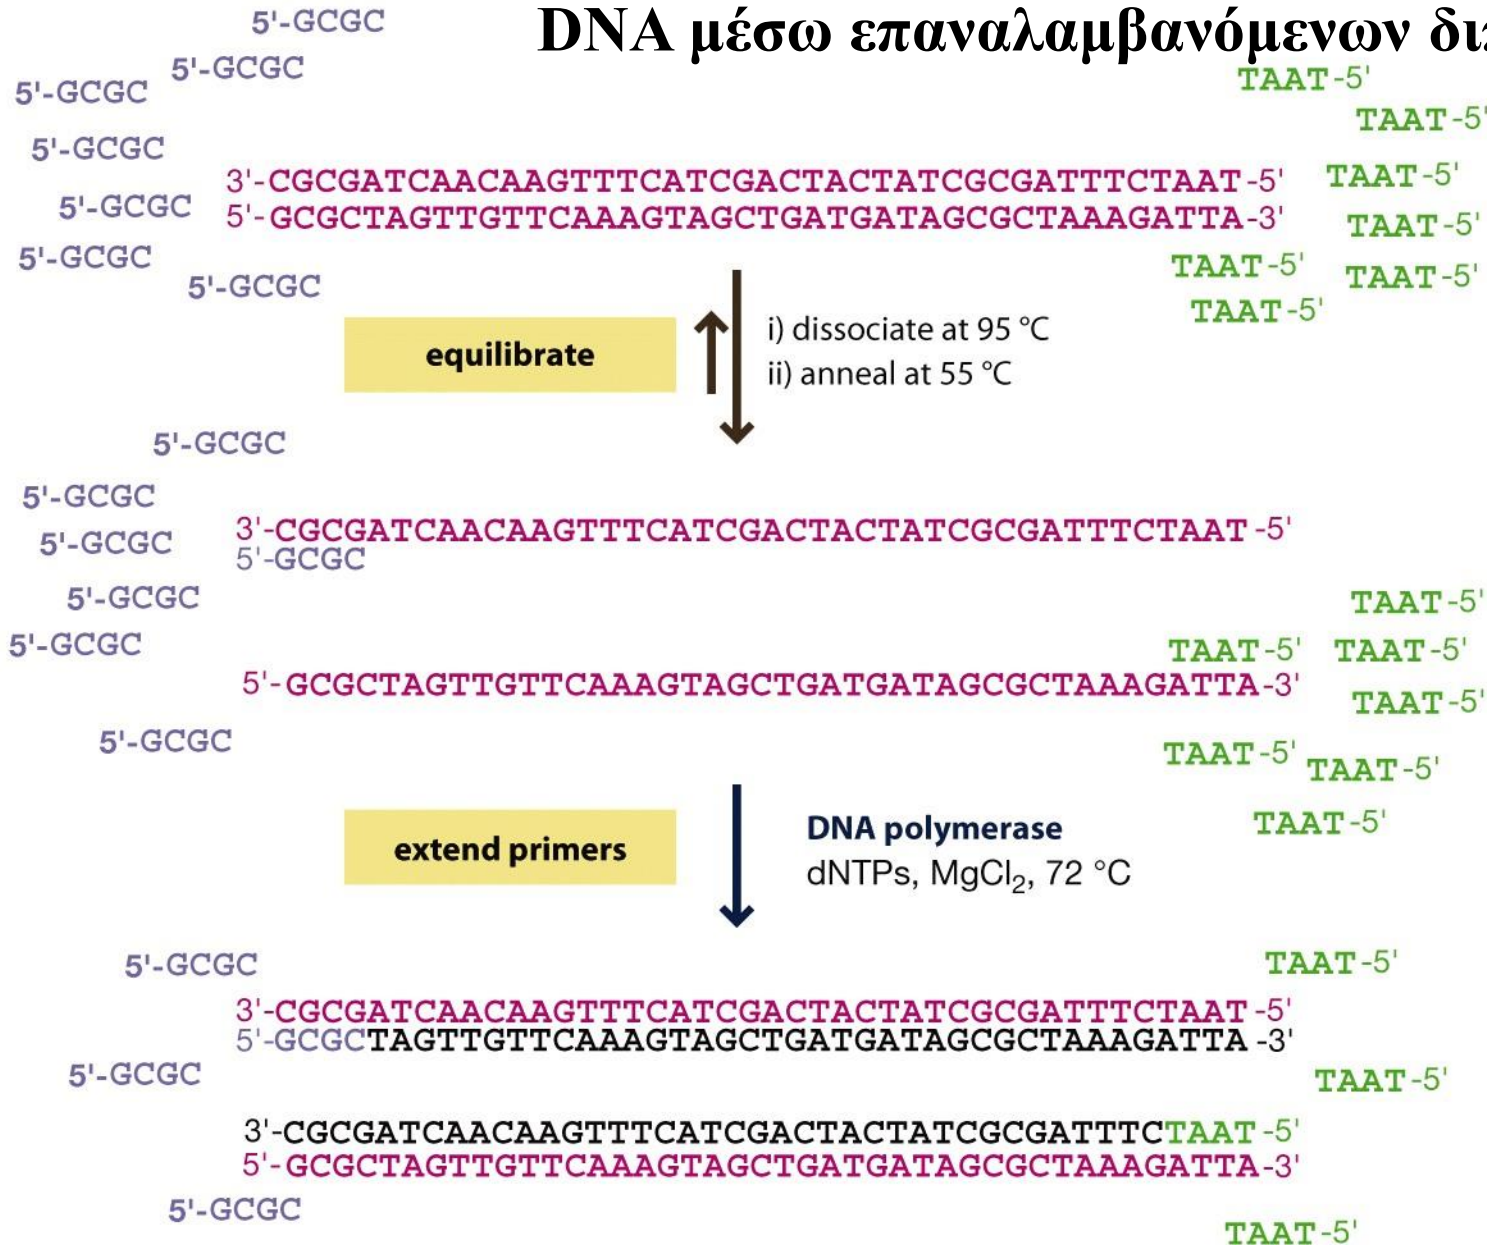 5'-GCGC
DNA μέσω επαναλαμβανόμενων
5'-GCGC
TAAT-5'
5'-GCGC
TAAT-5'
5'-GCGC
3'-CGCGATCAACAAGTTTCATCGACTACTATCGCGATTTCTAAT-5'
TAAT-5'
5'-GCGC
5'-GCGCTAGTTGTTCAAAGTAGCTGATGATAGCGCTAAAGATTA-3'
TAAT-5'
5'-GCGC
TAAT-5'
TAAT-5'
5'-GCGC
TAAT-5'
equilibrate
i) dissociate at 95 °C
ii) anneal at 55 °C
5'-GCGC
5'-GCGC
3'-CGCGATCAACAAGTTTCATCGACTACTATCGCGATTTCTAAT-5'
5'-GCGC
5'-GCGC
5'-GCGC
TAAT-5'
5'-GCGC
TAAT-5'
TAAT-5'
5'-GCGCTAGTTGTTCAAAGTAGCTGATGATAGCGCTAAAGATTA-3'
TAAT-5'
5'-GCGC
TAAT-5'
TAAT-5'
extend primers
DNA polymerase
dNTPs, MgCl₂, 72 °C
TAAT-5'
5'-GCGC
TAAT-5'
3'-CGCGATCAACAAGTTTCATCGACTACTATCGCGATTTCTAAT-5'
5'-GCGCTAGTTGTTCAAAGTAGCTGATGATAGCGCTAAAGATTA-3'
5'-GCGC
TAAT-5'
3'-CGCGATCAACAAGTTTCATCGACTACTATCGCGATTTCTAAT-5'
5'-GCGCTAGTTGTTCAAAGTAGCTGATGATAGCGCTAAAGATTA-3'
5'-GCGC
TAAT-5'